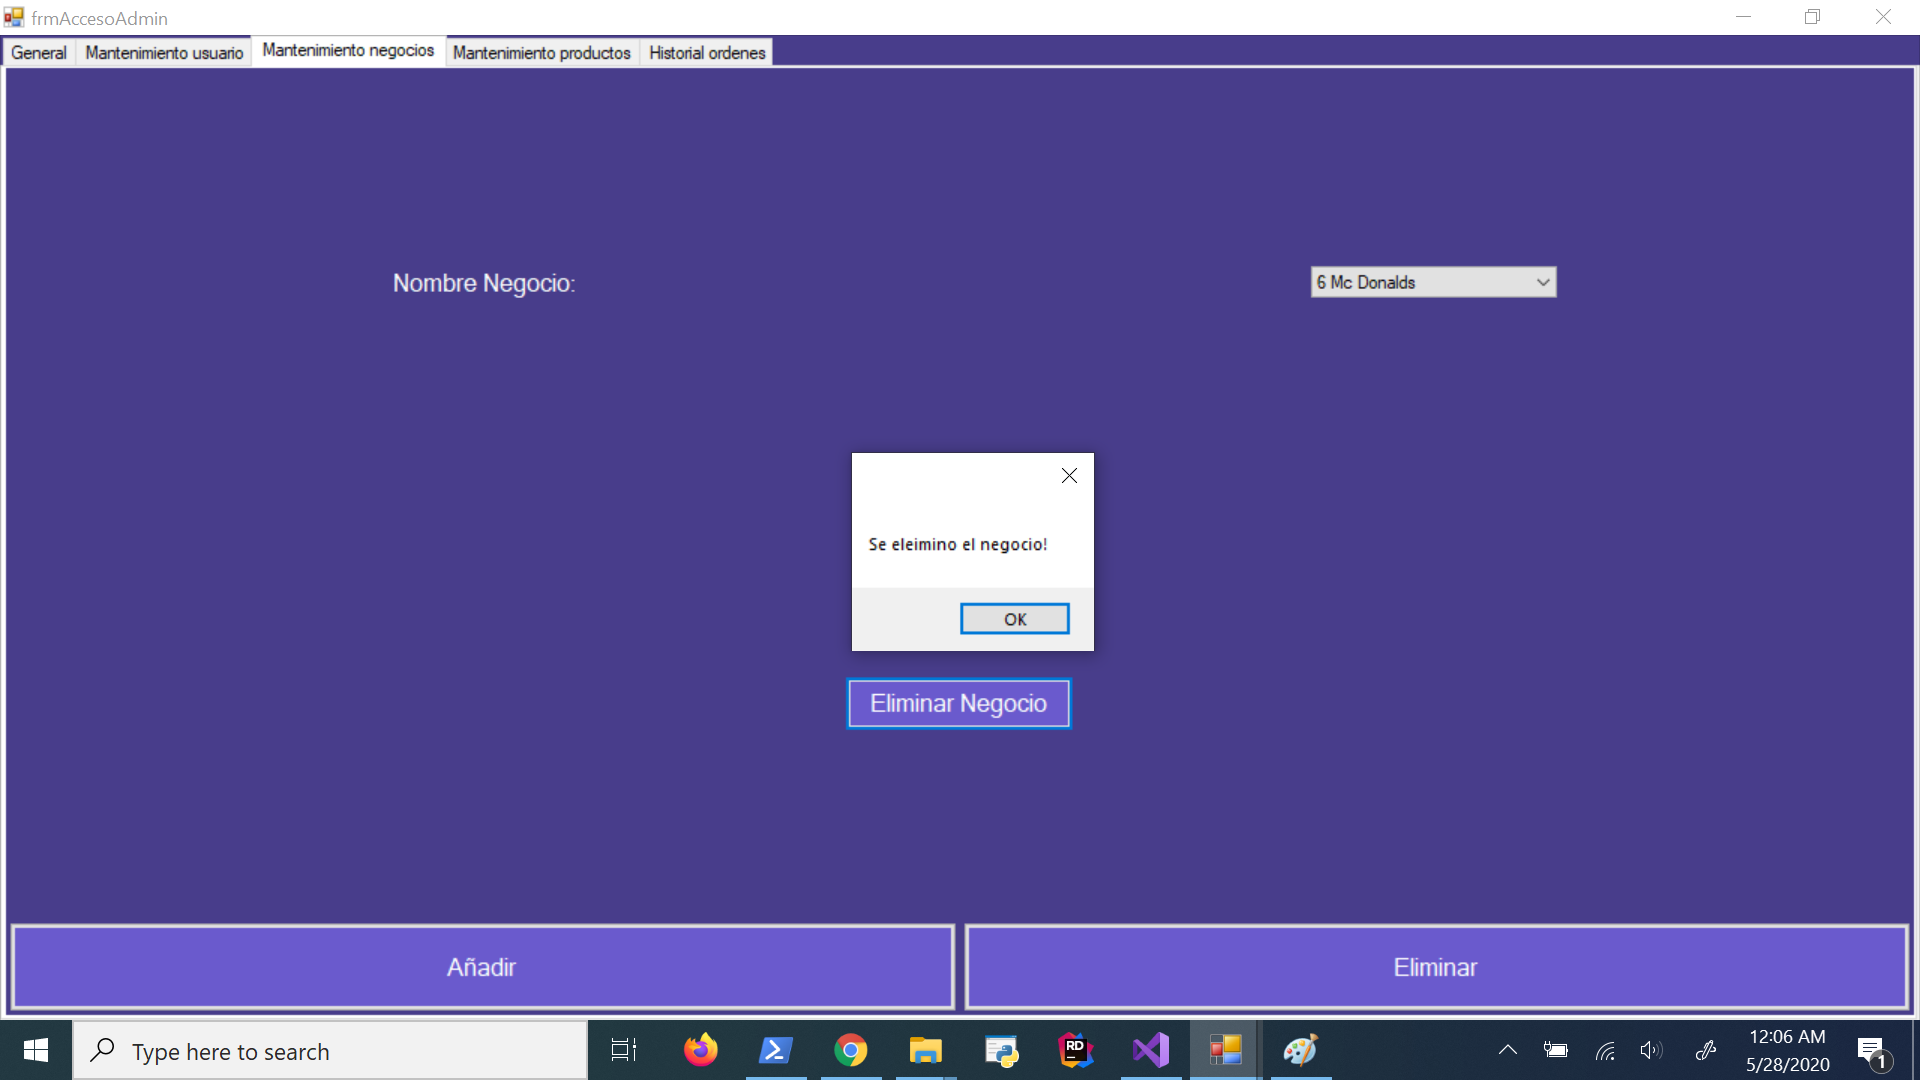 frmAccesoAdmin
General Mantenimiento usuario Mantenimiento negocios Mantenimiento productos Historial ordenes
Nombre Negocio: 6 Mc Donalds
Se eleimino el negocio!
OK
Eliminar Negocio
Añadir Eliminar
Type here to search
RD
12:06 AM
5/28/2020
1